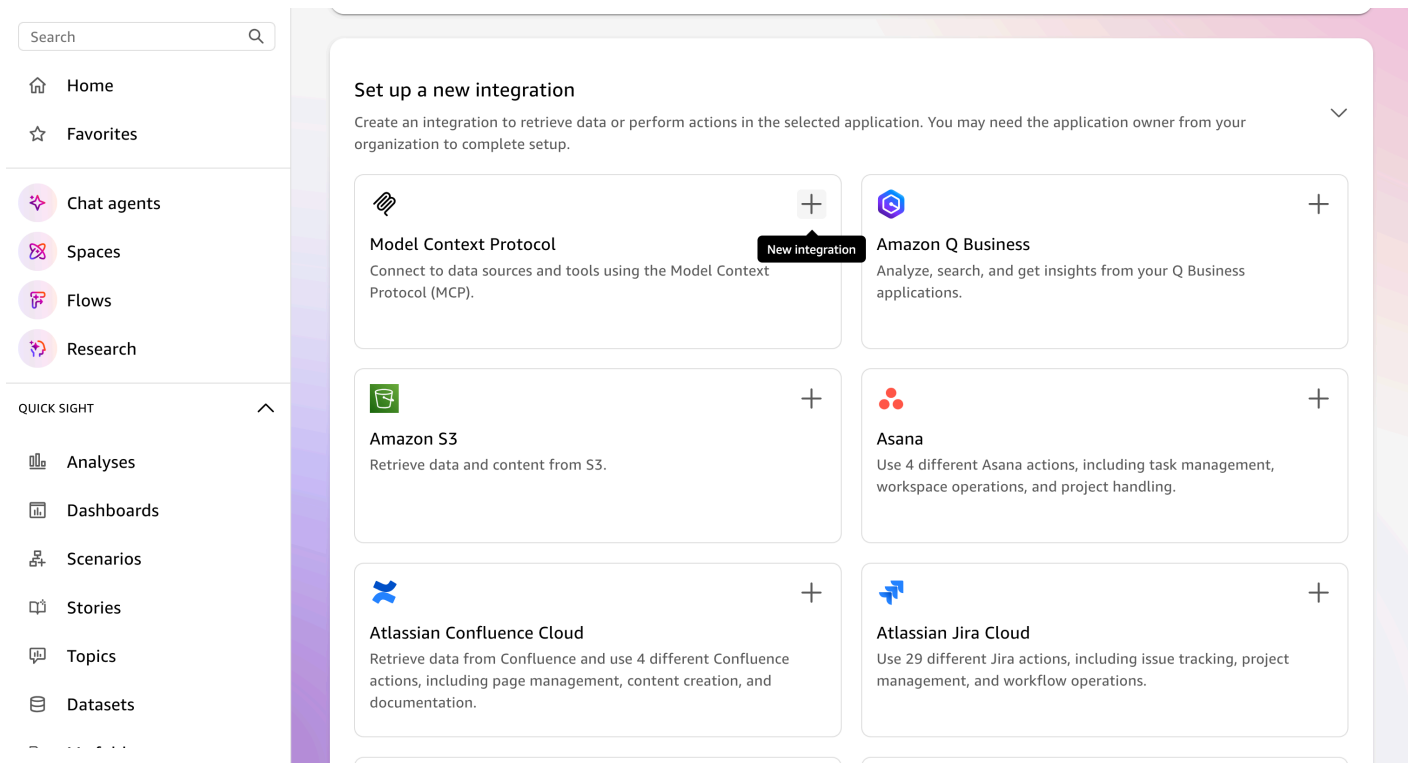 Search
Home
Favorites
Chat agents
Spaces
Flows
Research
QUICK SIGHT
Analyses
Dashboards
Scenarios
Stories
Topics
Datasets
Set up a new integration
Create an integration to retrieve data or perform actions in the selected application. You may need the application owner from your
organization to complete setup.
Model Context Protocol
New integration
Connect to data sources and tools using the Model Context
Protocol (MCP).
Amazon Q Business
Analyze, search, and get insights from your Q Business
applications.
Amazon S3
Retrieve data and content from S3.
Asana
Use 4 different Asana actions, including task management,
workspace operations, and project handling.
Atlassian Confluence Cloud
Retrieve data from Confluence and use 4 different Confluence
actions, including page management, content creation, and
documentation.
Atlassian Jira Cloud
Use 29 different Jira actions, including issue tracking, project
management, and workflow operations.